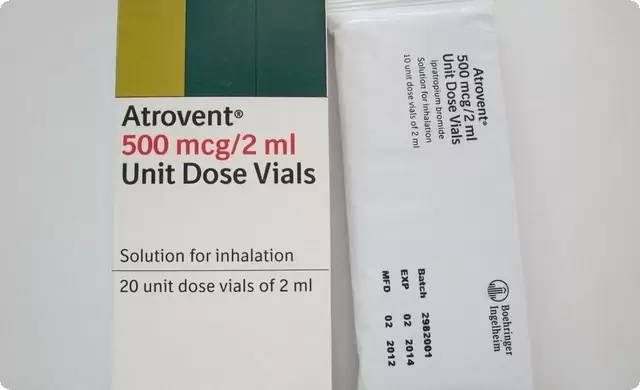 Atrovent®
500 mcg/2 ml
Unit Dose Vials
Solution for inhalation
20 unit dose vials of 2 ml
Atrovent®
500 mcg/2 ml
Unit Dose Vials
ipratropium bromide
Solution for inhalation
10 unit dose vials of 2 ml
Boehringer
Ingelheim
Batch 2982001
EXP 02 2014
MFD 02 2012